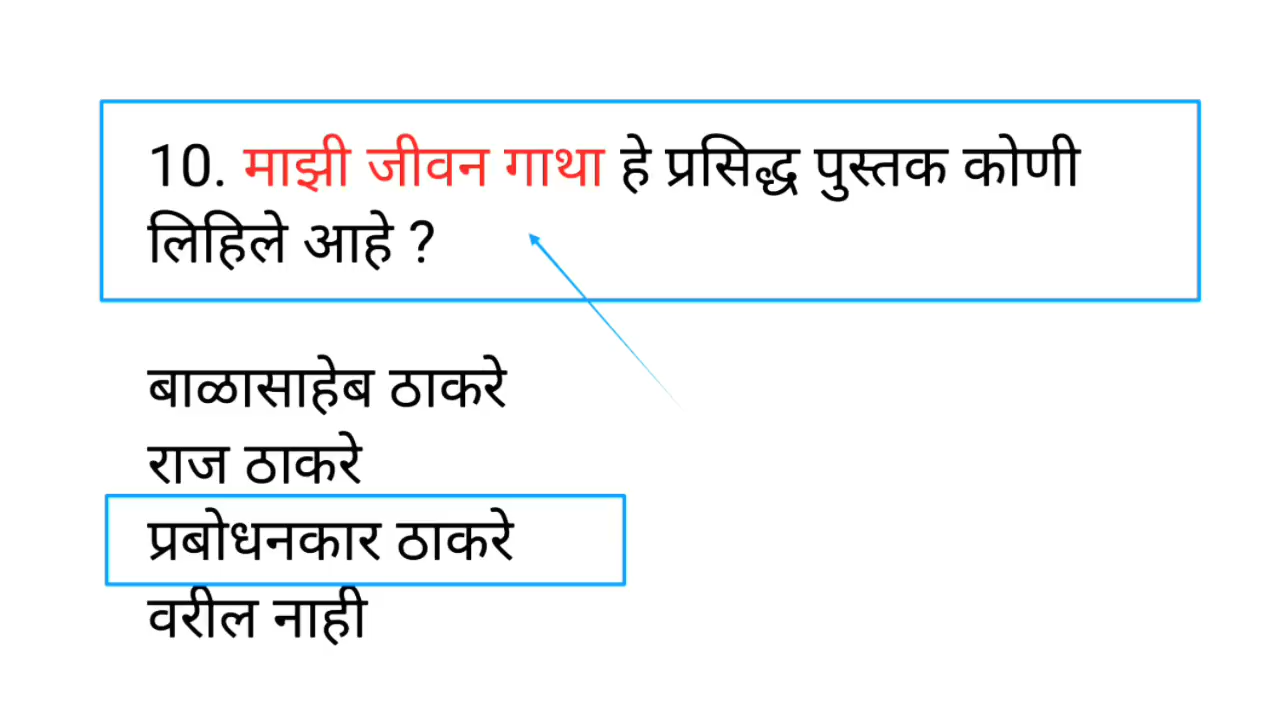 10. माझी जीवन गाथा हे प्रसिद्ध पुस्तक कोणी
लिहिले आहे ?
बाळासाहेब ठाकरे
राज ठाकरे
प्रबोधनकार ठाकरे
वरील नाही